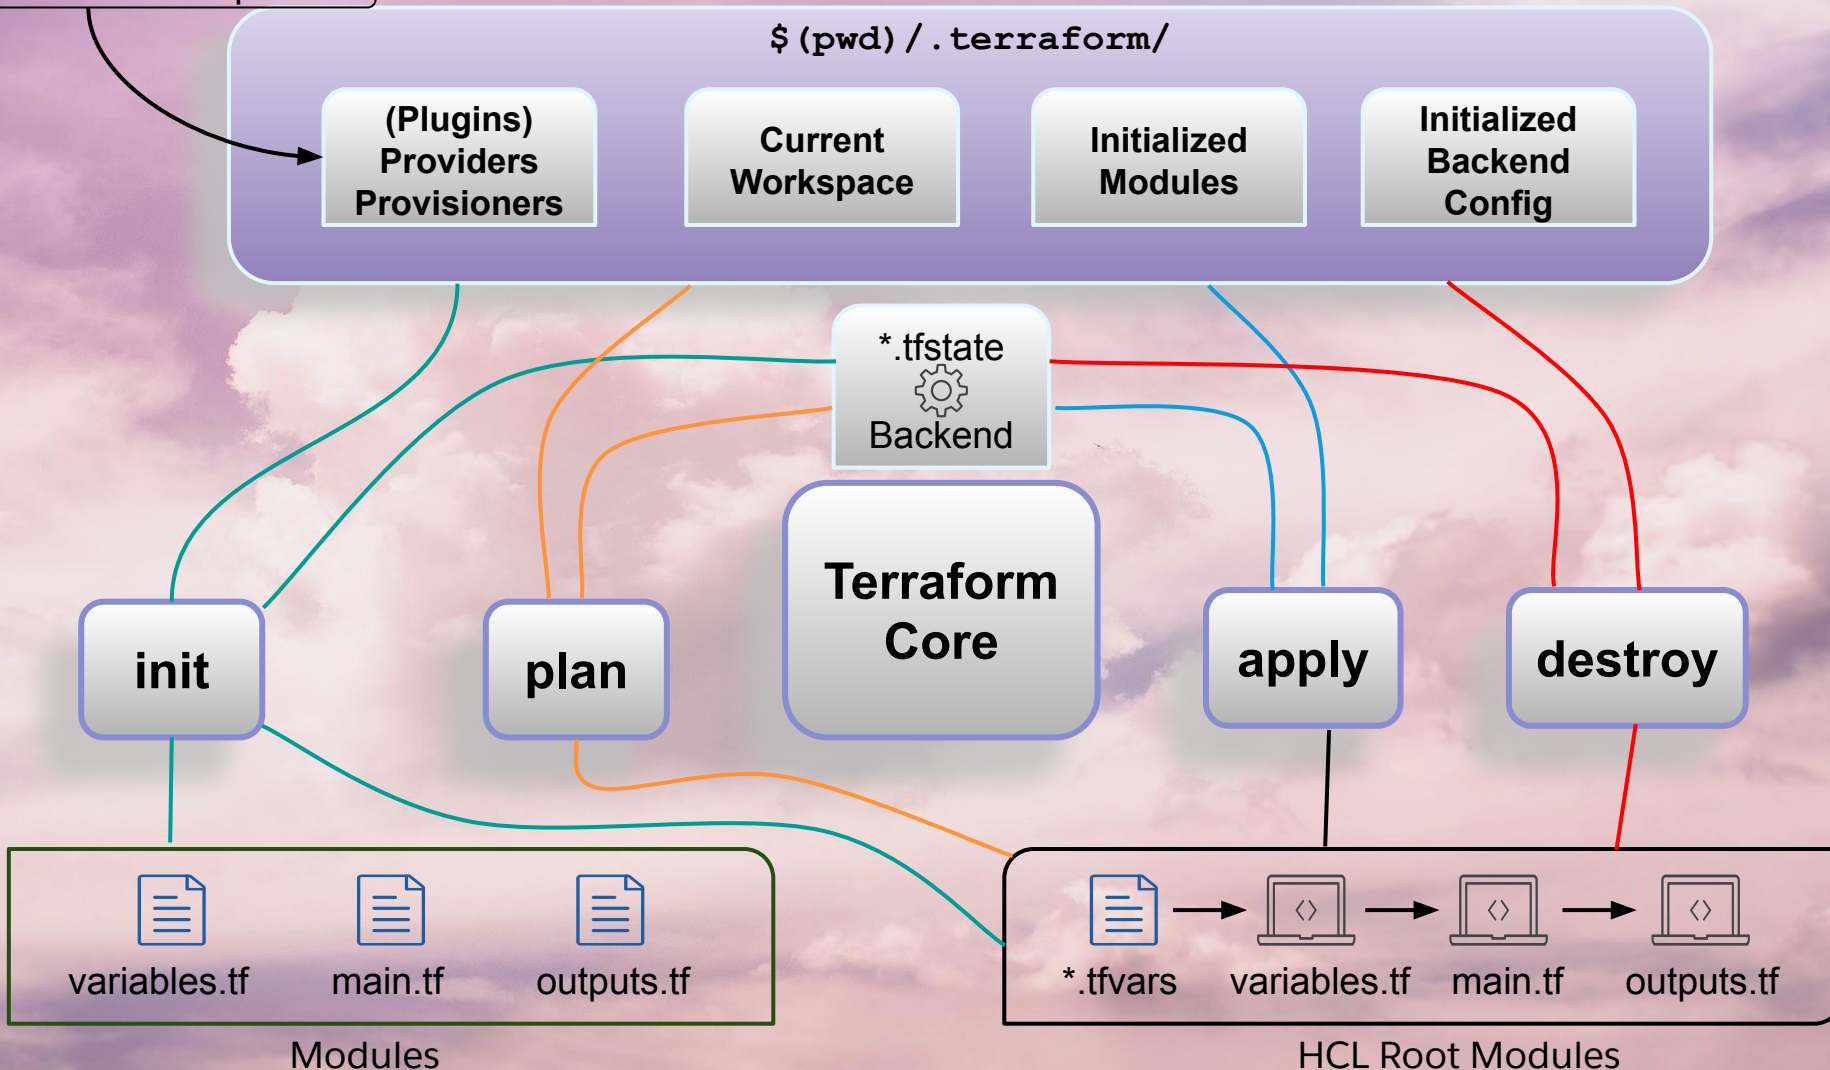 $(pwd)/.terraform/
(Plugins)
Providers
Provisioners
Current
Workspace
Initialized
Modules
Initialized
Backend
Config
*.tfstate
Backend
Terraform
Core
init
plan
apply
destroy
variables.tf
main.tf
outputs.tf
*.tfvars
variables.tf
main.tf
outputs.tf
Modules
HCL Root Modules